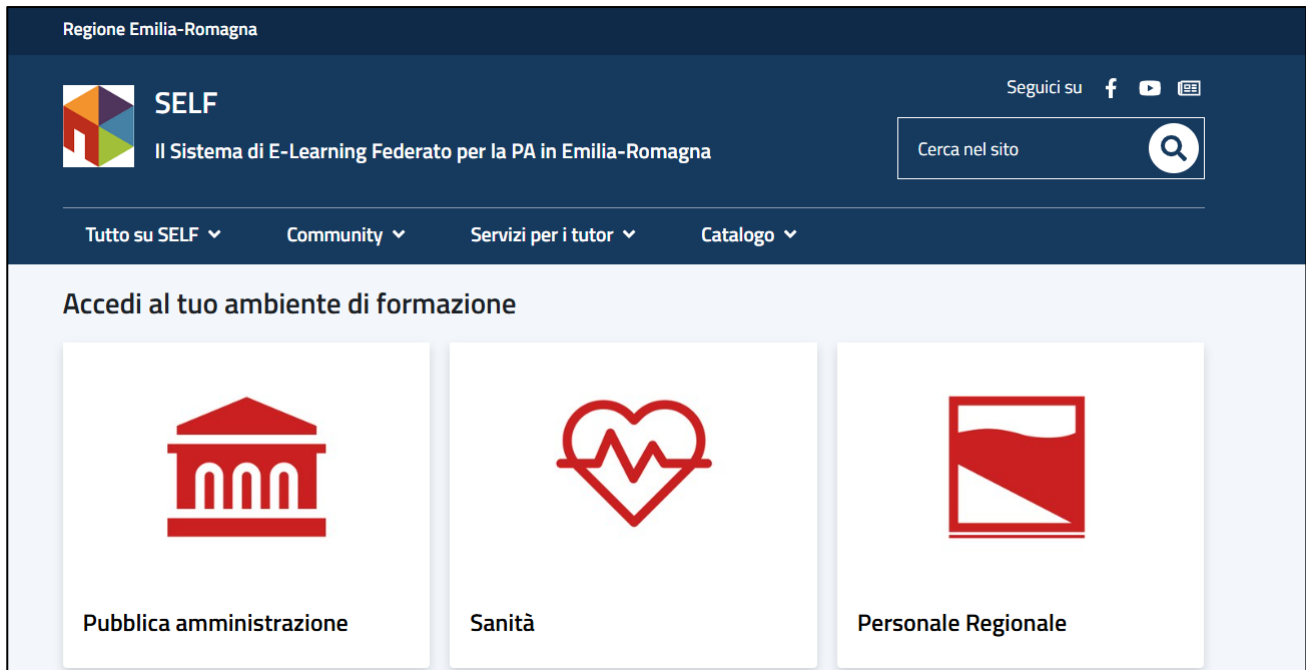 Regione Emilia-Romagna
Seguici su
SELF
Il Sistema di E-Learning Federato per la PA in Emilia-Romagna
Cerca nel sito
Tutto su SELF
Community
Servizi per i tutor
Catalogo
Accedi al tuo ambiente di formazione
Pubblica amministrazione
Sanità
Personale Regionale